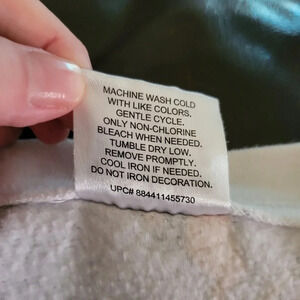 MACHINE WASH COLD
WITH LIKE COLORS.
GENTLE CYCLE.
ONLY NON-CHLORINE
BLEACH WHEN NEEDED.
TUMBLE DRY LOW.
REMOVE PROMPTLY.
COOL IRON IF NEEDED.
DO NOT IRON DECORATION.
UPC# 884411455730